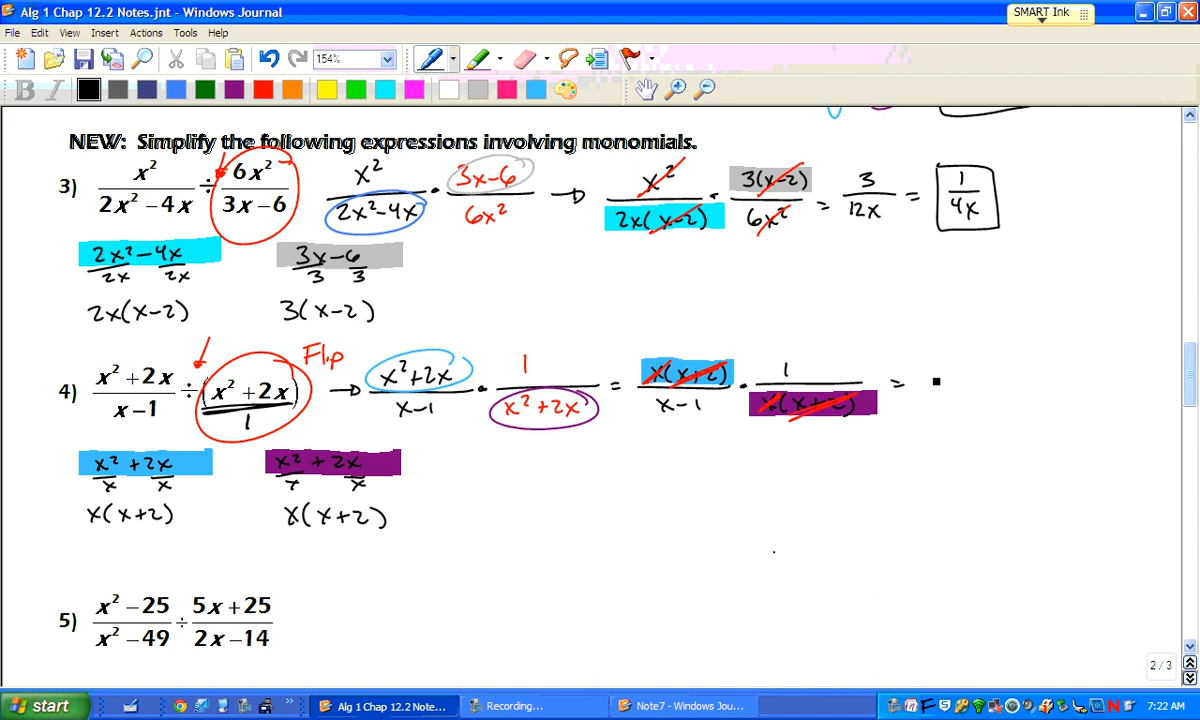 Alg 1 Chap 12.2 Notes.jnt - Windows Journal
SMART Ink
File Edit View Insert Actions Tools Help
154%
B I
NEW: Simplify the following expressions involving monomials.
3) x²/(2x² − 4x) ÷ 6x²/(3x − 6) x²/(2x²−4x) · (3x−6)/6x² → x²/2x(x−2) · 3(x−2)/6x² = 3/12x = 1/4x
2x² − 4x 3x − 6
2x 2x 3 3
2x(x−2) 3(x−2)
Flip
4) (x² + 2x)/(x − 1) ÷ (x² + 2x)/1 → (x²+2x)/(x−1) · 1/(x²+2x) = x(x+2)/(x−1) · 1/x(x+2) =
x² + 2x x² + 2x
x x x x
x(x+2) x(x+2)
5) (x² − 25)/(x² − 49) ÷ (5x + 25)/(2x − 14)
2 / 3
start Alg 1 Chap 12.2 Note... Recording... Note7 - Windows Jou... 7:22 AM